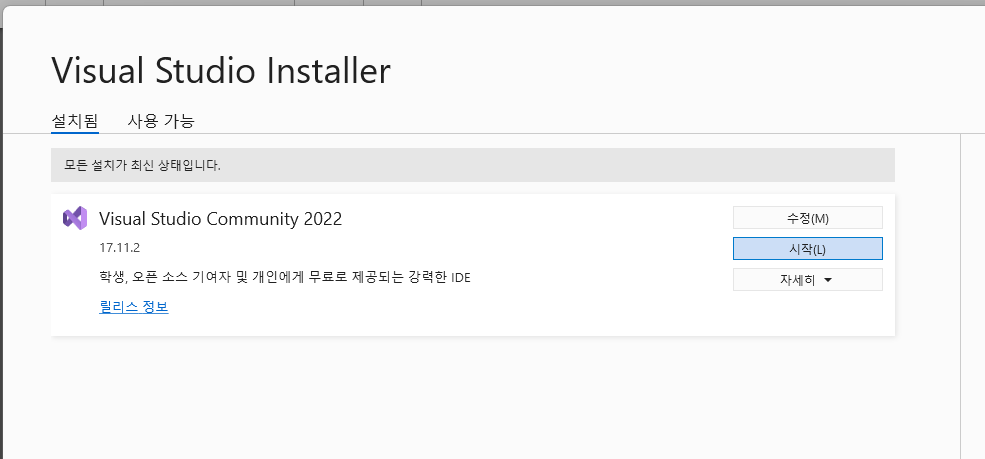 Visual Studio Installer
설치됨 사용 가능
모든 설치가 최신 상태입니다.
Visual Studio Community 2022
수정(M)
17.11.2
시작(L)
학생, 오픈 소스 기여자 및 개인에게 무료로 제공되는 강력한 IDE
자세히
릴리스 정보